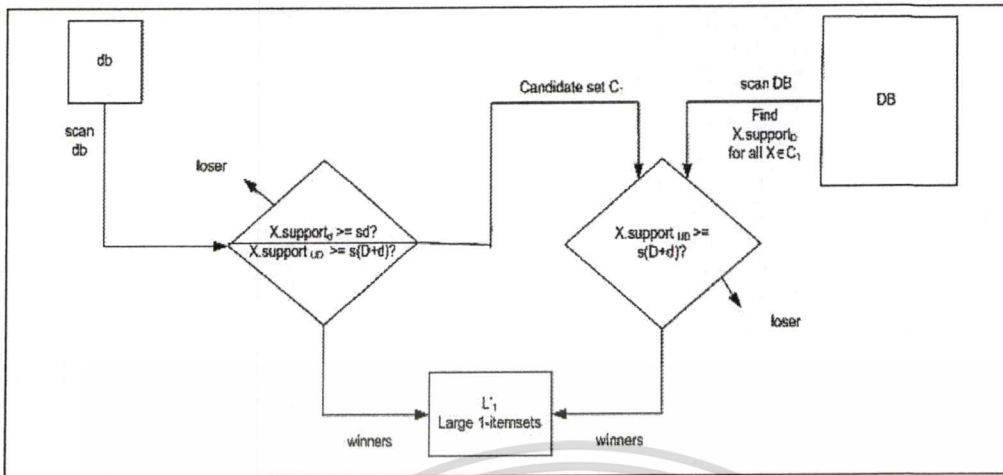 db
scan
db
loser
X.support_d >= sd?
X.support_UD >= s(D+d)?
Candidate set C₁
scan DB
Find
X.support_D
for all X∈C₁
DB
X.support_UD >=
s(D+d)?
loser
L'₁
Large 1-itemsets
winners
winners